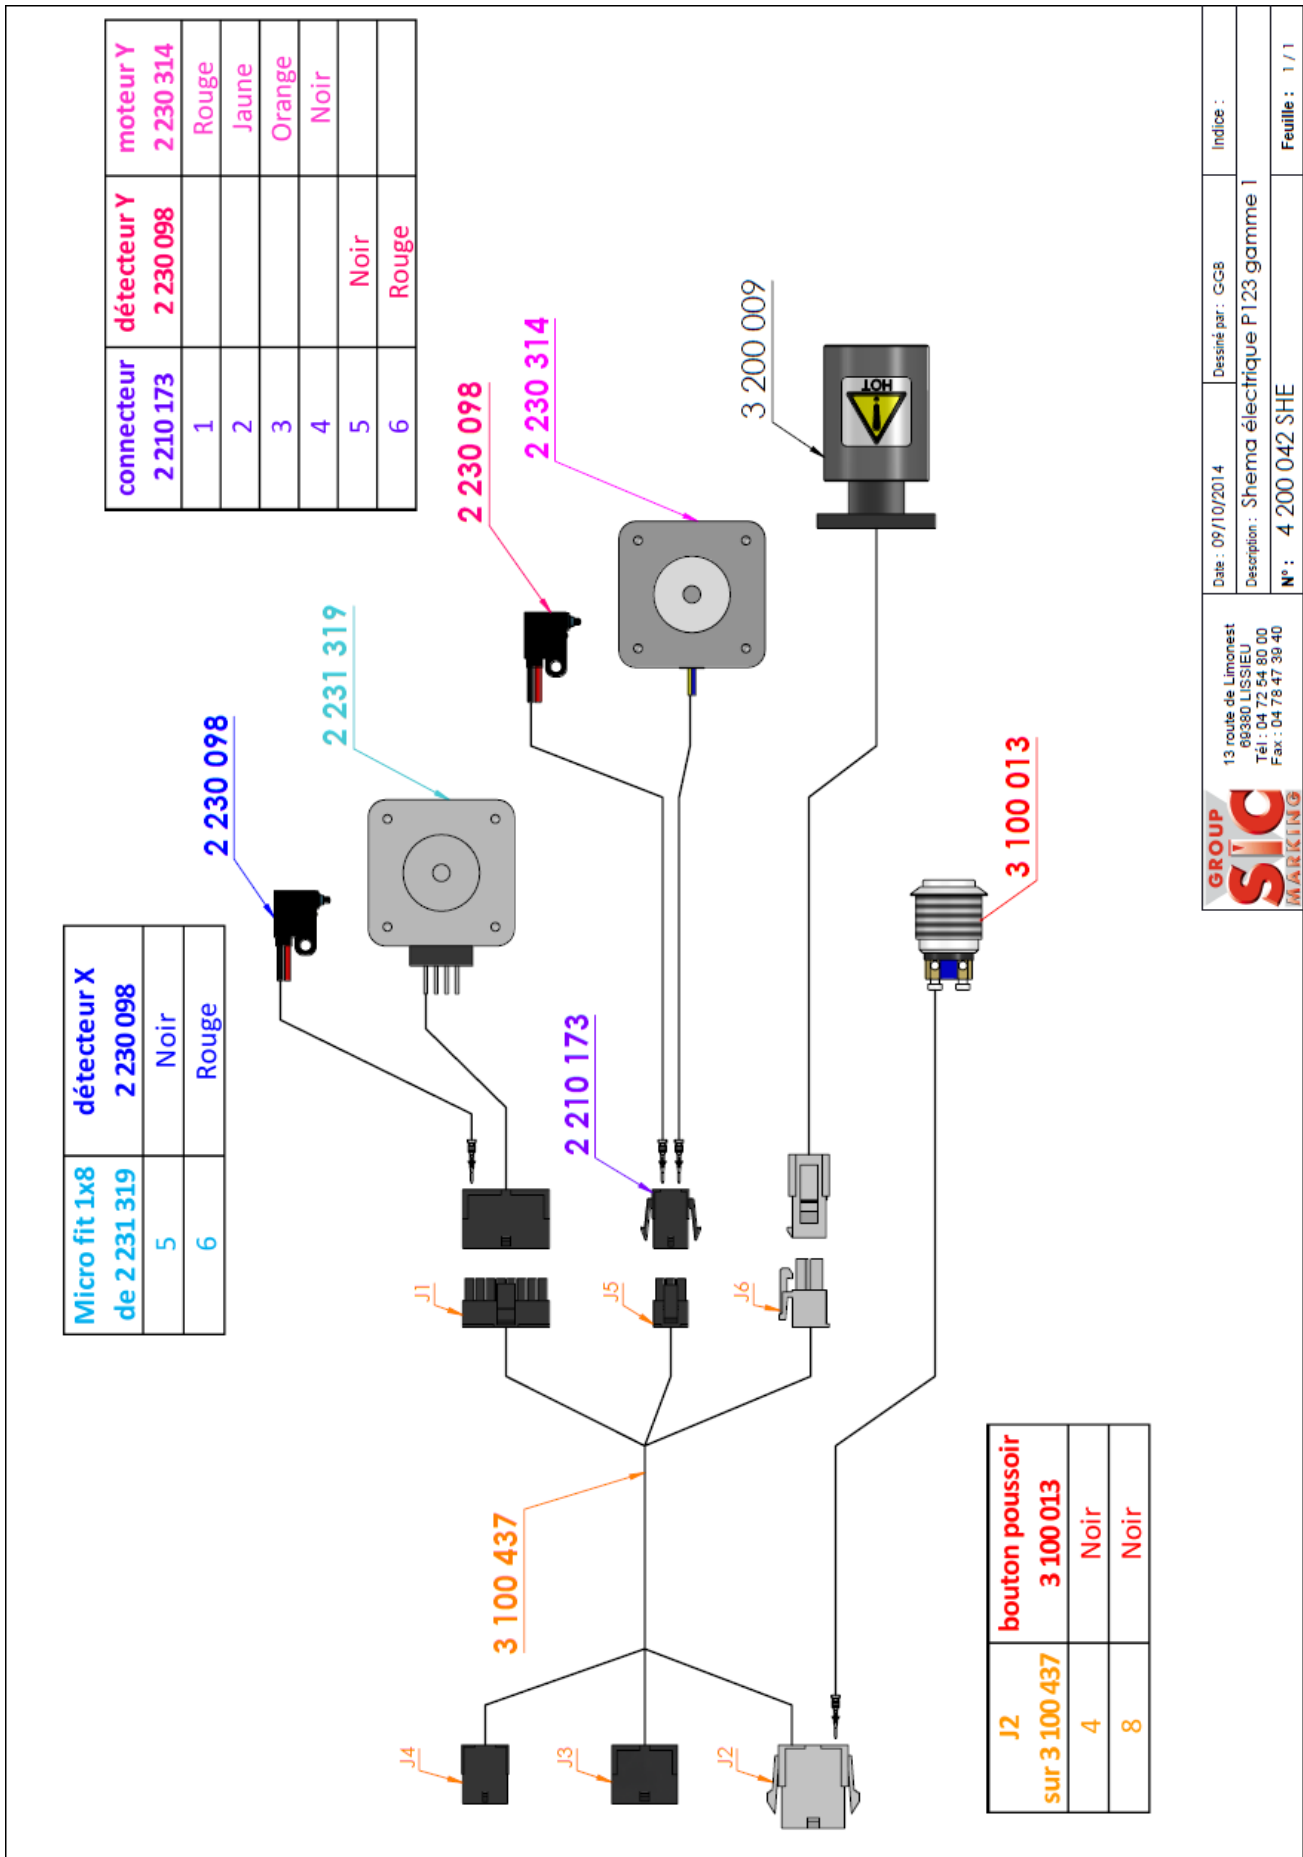 Micro fit 1x8 détecteur X
de 2 231 319 2 230 098
5 Noir
6 Rouge
connecteur détecteur Y moteur Y
2 210 173 2 230 098 2 230 314
1 Rouge
2 Jaune
3 Orange
4 Noir
5 Noir
6 Rouge
2 230 098
2 231 319
2 230 098
2 230 314
3 200 009
HOT
2 210 173
3 100 013
3 100 437
J1
J5
J6
J4
J3
J2
J2 bouton poussoir
sur 3 100 437 3 100 013
4 Noir
8 Noir
GROUP
SIC
MARKING
13 route de Limonest
69380 LISSIEU
Tél : 04 72 54 80 00
Fax : 04 78 47 39 40
Date : 09/10/2014 Dessiné par : GGB Indice :
Description : Shema électrique P123 gamme 1
N° : 4 200 042 SHE Feuille : 1 / 1